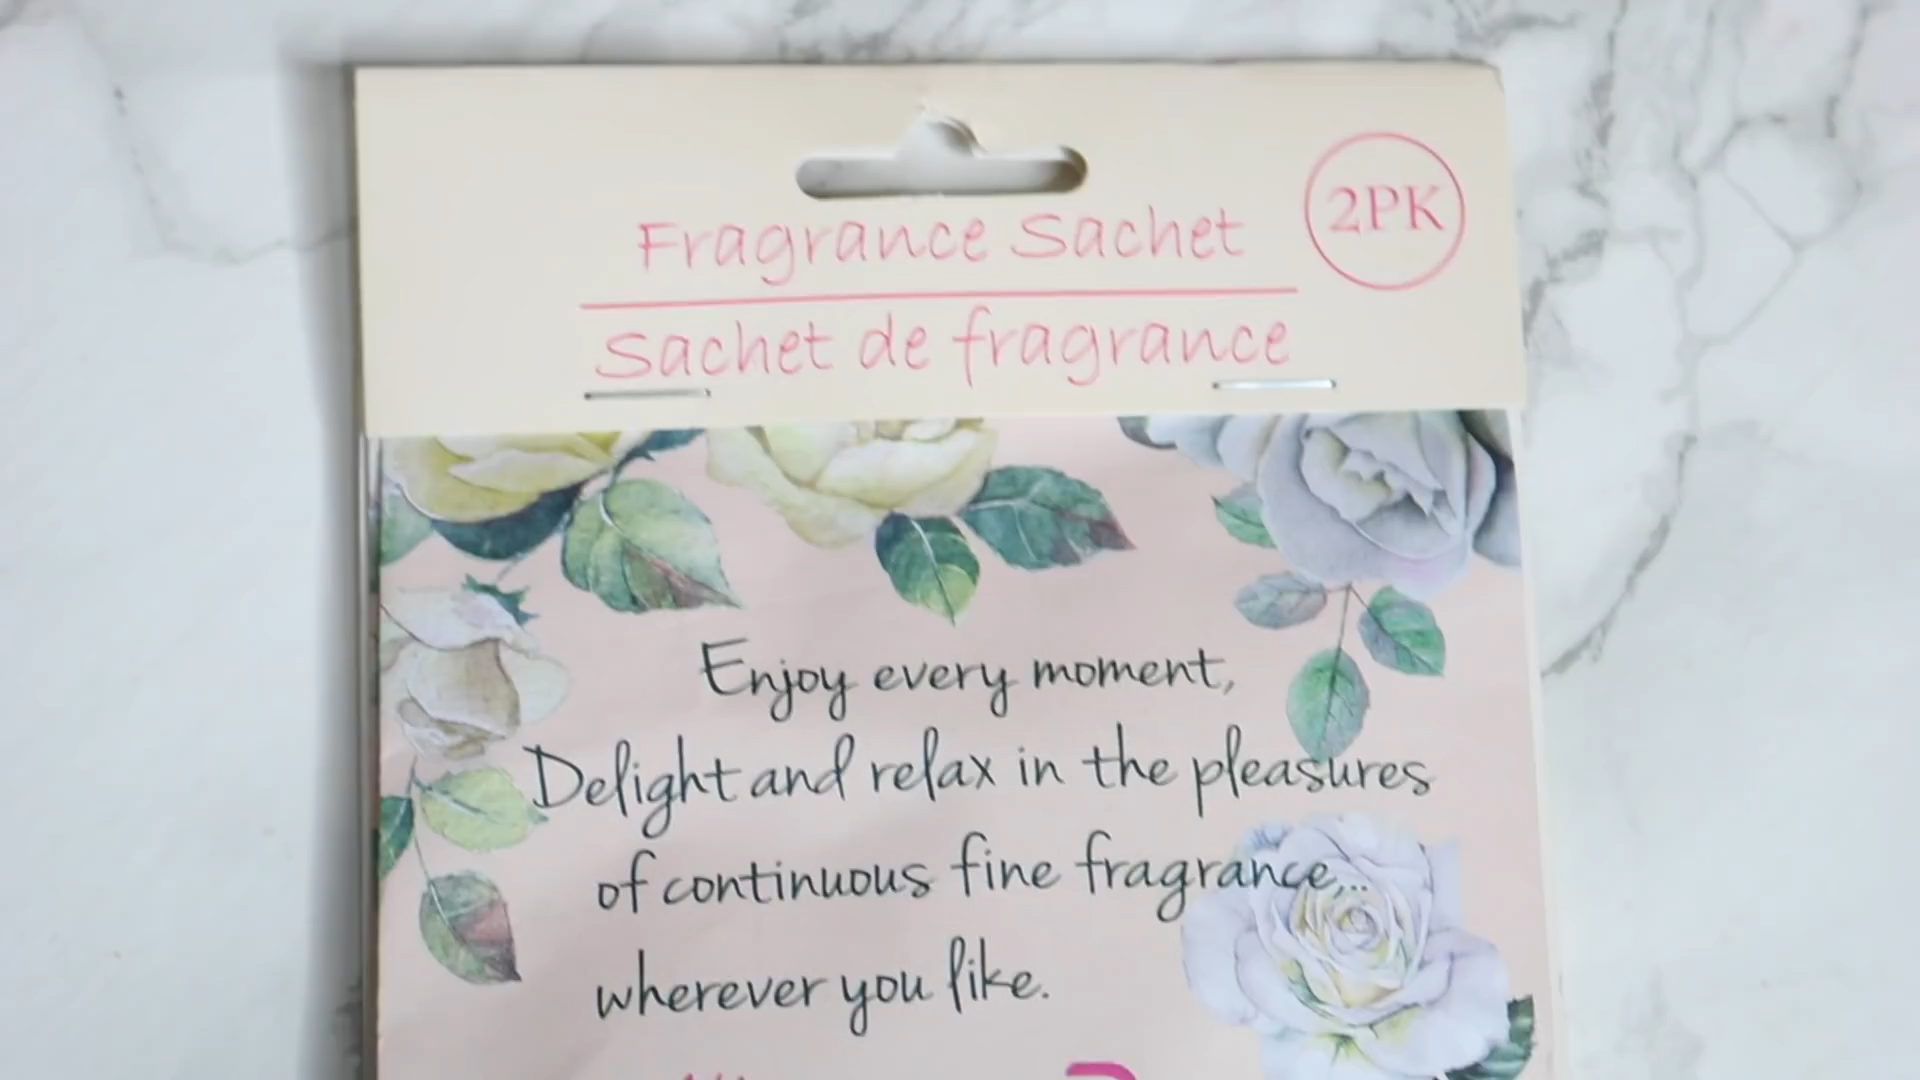 Fragrance Sachet
2PK
Sachet de fragrance
Enjoy every moment,
Delight and relax in the pleasures
of continuous fine fragrance,..
wherever you like.